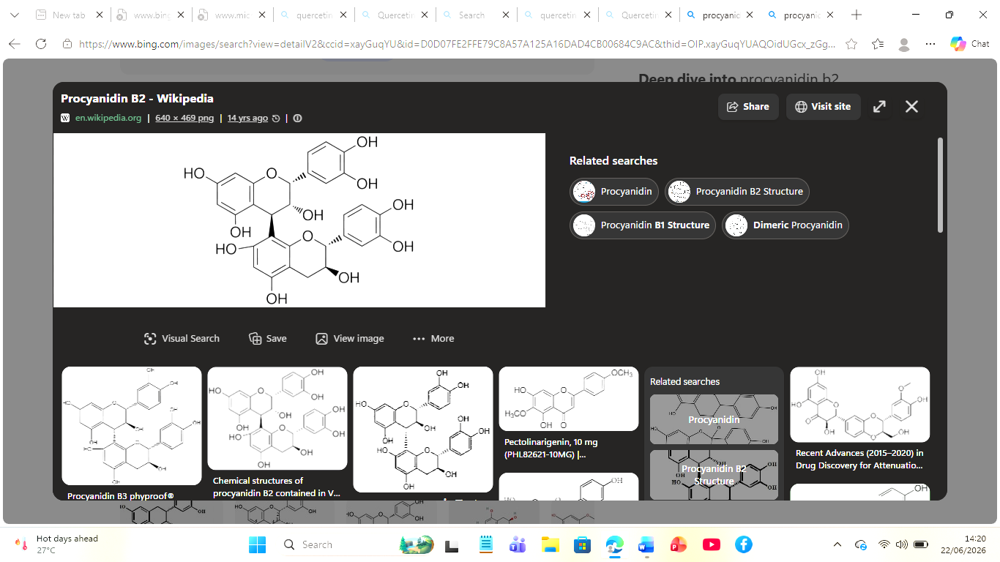 New tab
www.bing
www.mic
quercetin
Quercetin
Search
quercetin
Quercetin
procyanid
procyanid
https://www.bing.com/images/search?view=detailV2&ccid=xayGuqYU&id=D0D07FE2FFE79C8A57A125A16DAD4CB00684C9AC&thid=OIP.xayGuqYUAQOidUGcx_zGg...
Chat
Deep dive into procyanidin b2
Procyanidin B2 - Wikipedia
en.wikipedia.org | 640 × 469 png | 14 yrs ago
Share
Visit site
OH
HO
O
OH
OH
OH
OH
O
HO
OH
OH
OH
Related searches
Procyanidin
Procyanidin B2 Structure
Procyanidin B1 Structure
Dimeric Procyanidin
Visual Search
Save
View image
More
Procyanidin B3 phyproof®
Chemical structures of
procyanidin B2 contained in V...
HO
OCH₃
H₃CO
OH
O
Pectolinarigenin, 10 mg
(PHL82621-10MG) |...
Related searches
Procyanidin
Procyanidin B2
Structure
Recent Advances (2015–2020) in
Drug Discovery for Attenuatio...
Hot days ahead
27°C
Search
14:20
22/06/2026